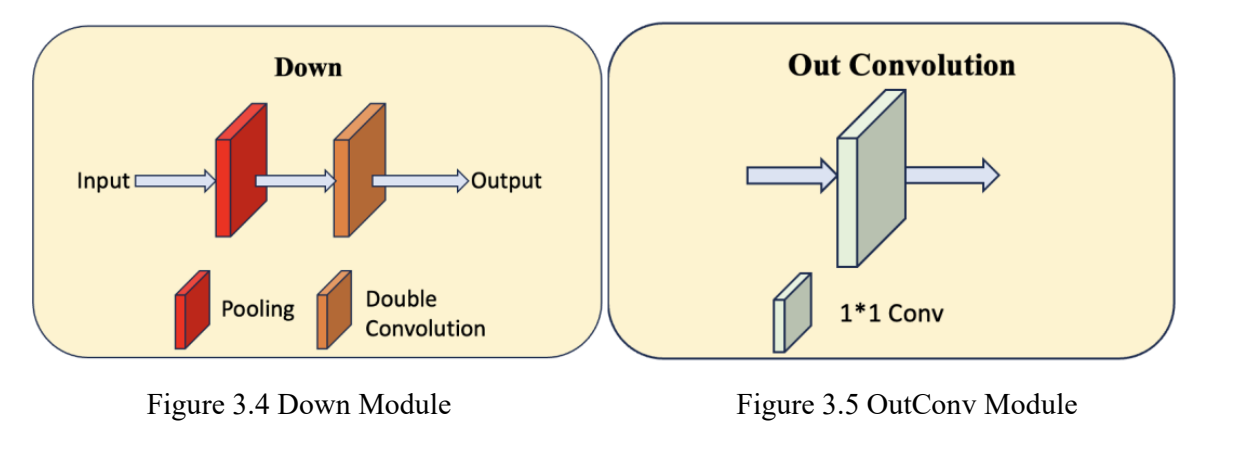 Down
Input
Output
Pooling
Double
Convolution
Out Convolution
1*1 Conv
Figure 3.4 Down Module
Figure 3.5 OutConv Module